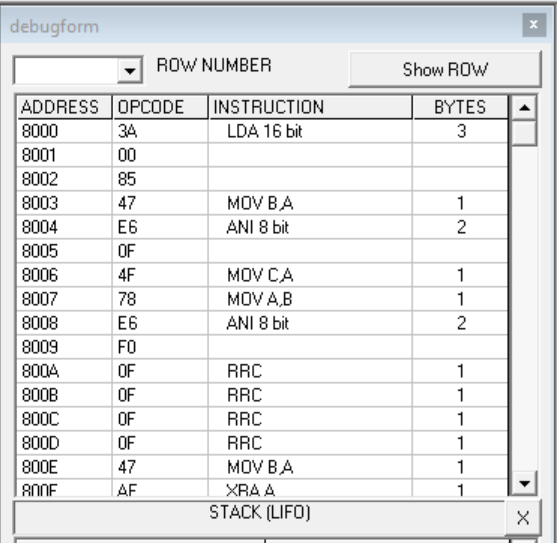 debugform x
ROW NUMBER Show ROW
ADDRESS OPCODE INSTRUCTION BYTES
8000 3A LDA 16 bit 3
8001 00
8002 85
8003 47 MOV B,A 1
8004 E6 ANI 8 bit 2
8005 0F
8006 4F MOV C,A 1
8007 78 MOV A,B 1
8008 E6 ANI 8 bit 2
8009 F0
800A 0F RRC 1
800B 0F RRC 1
800C 0F RRC 1
800D 0F RRC 1
800E 47 MOV B,A 1
800F AF XRA A 1
STACK (LIFO) X